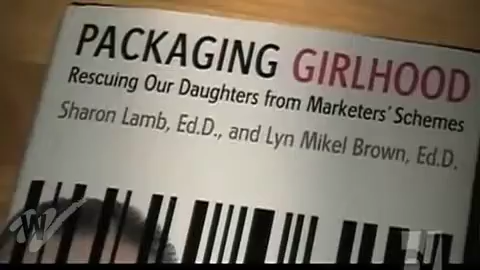 PACKAGING GIRLHOOD
Rescuing Our Daughters from Marketers' Schemes
Sharon Lamb, Ed.D., and Lyn Mikel Brown, Ed.D.